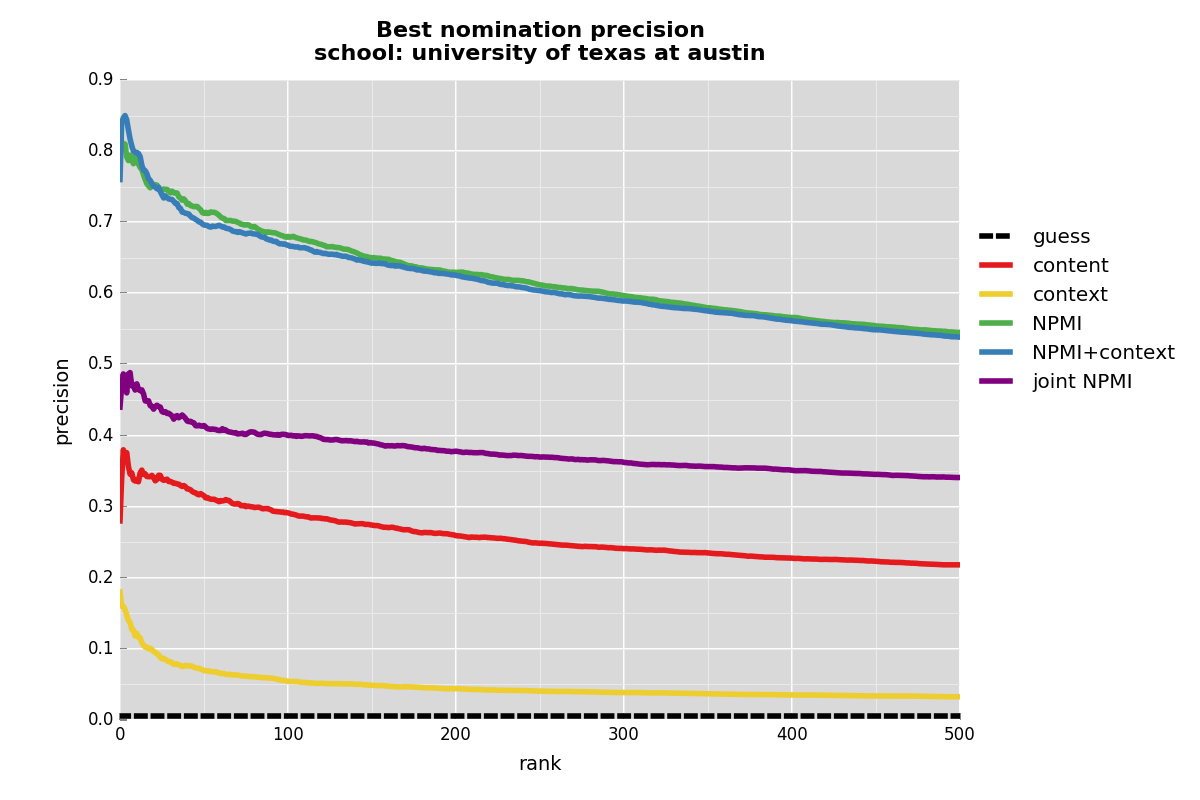 Best nomination precision
school: university of texas at austin
0.9
0.8
0.7
0.6
0.5
0.4
0.3
0.2
0.1
0.0
precision
0 100 200 300 400 500
rank
guess
content
context
NPMI
NPMI+context
joint NPMI